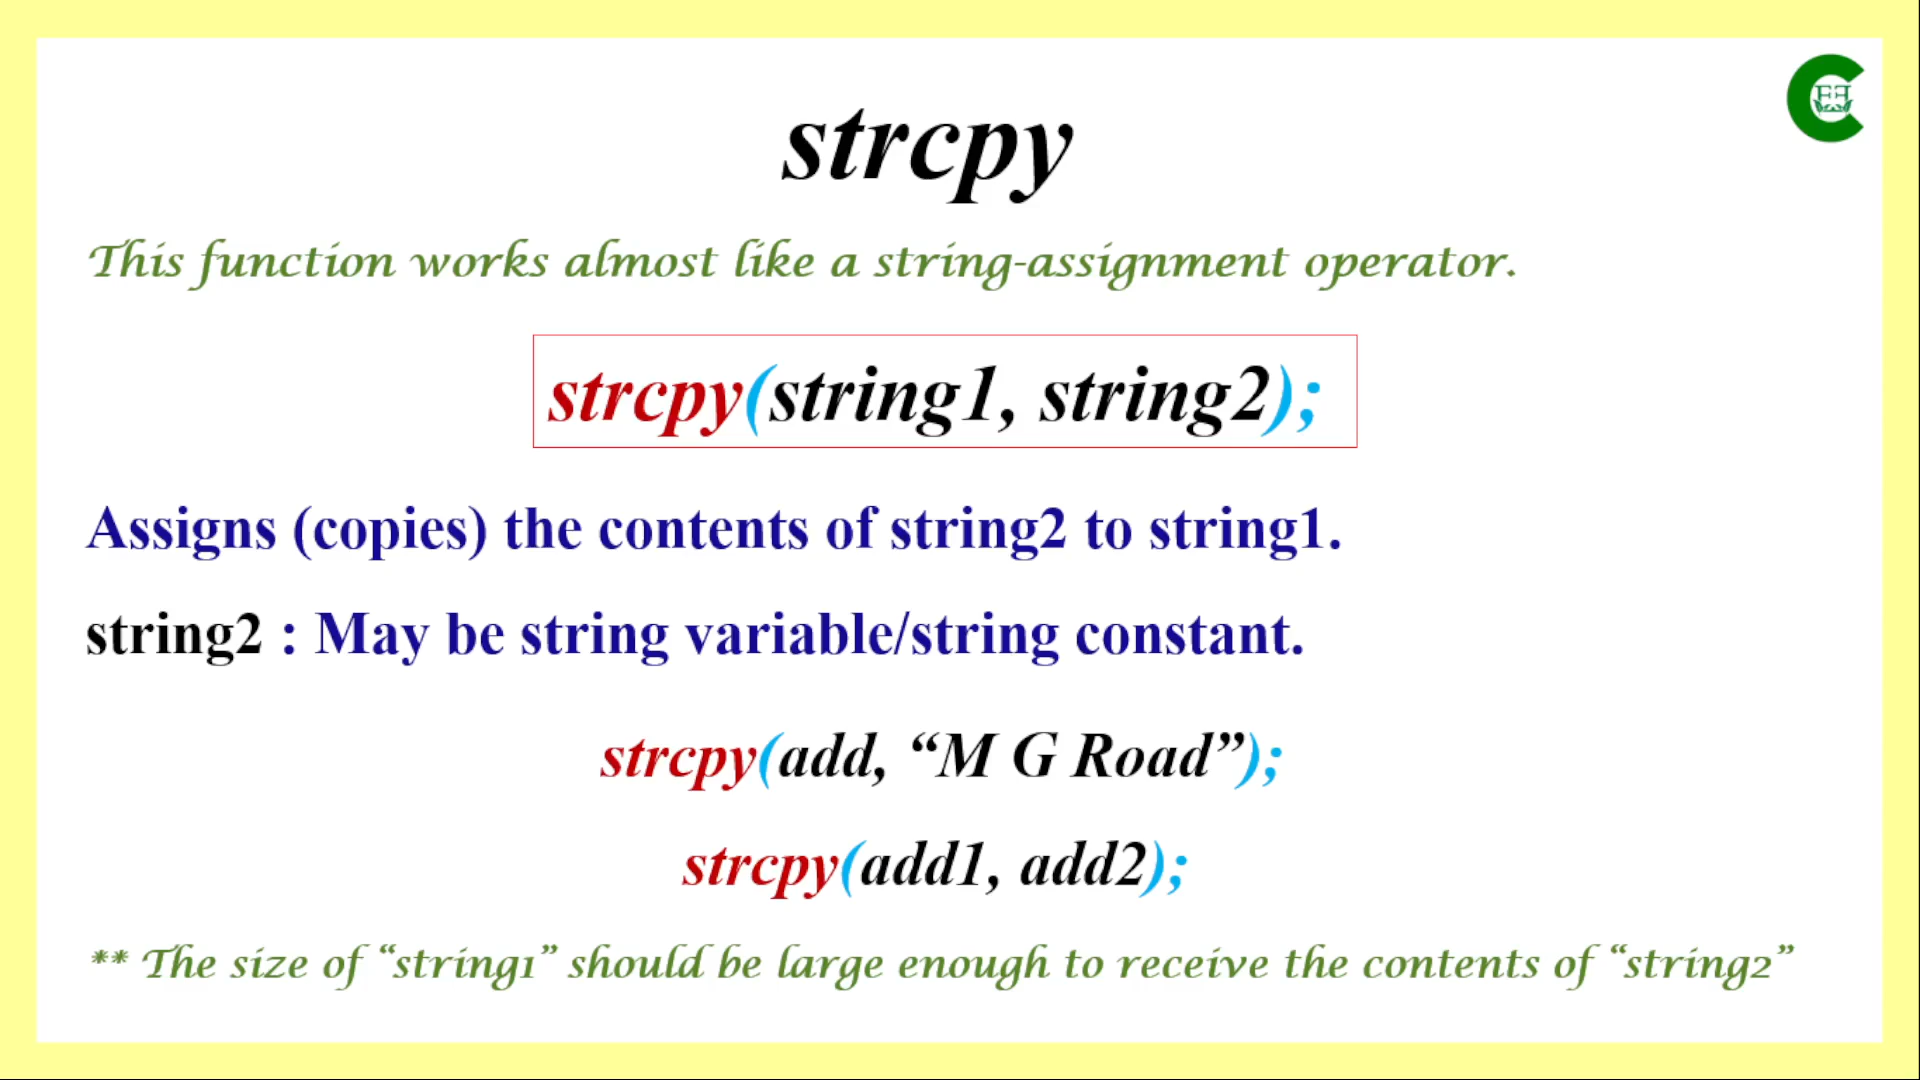 strcpy
This function works almost like a string-assignment operator.
strcpy(string1, string2);
Assigns (copies) the contents of string2 to string1.
string2 : May be string variable/string constant.
strcpy(add, “M G Road”);
strcpy(add1, add2);
** The size of “string1” should be large enough to receive the contents of “string2”